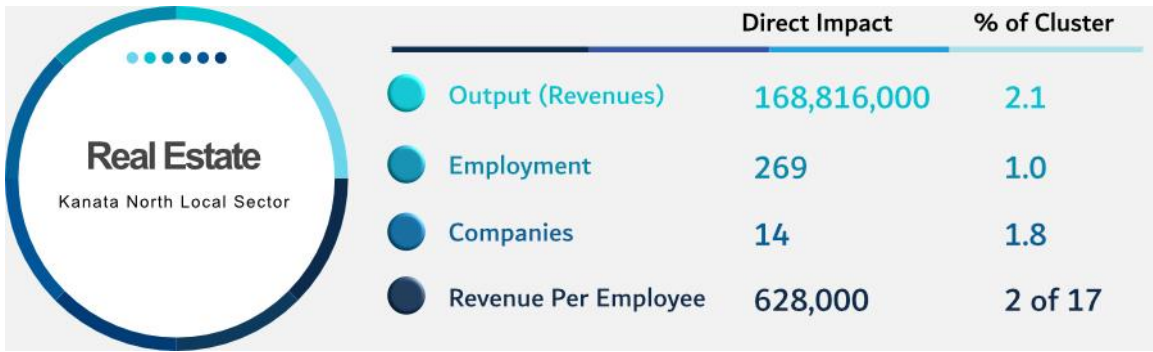 Real Estate
Kanata North Local Sector
Direct Impact % of Cluster
Output (Revenues) 168,816,000 2.1
Employment 269 1.0
Companies 14 1.8
Revenue Per Employee 628,000 2 of 17